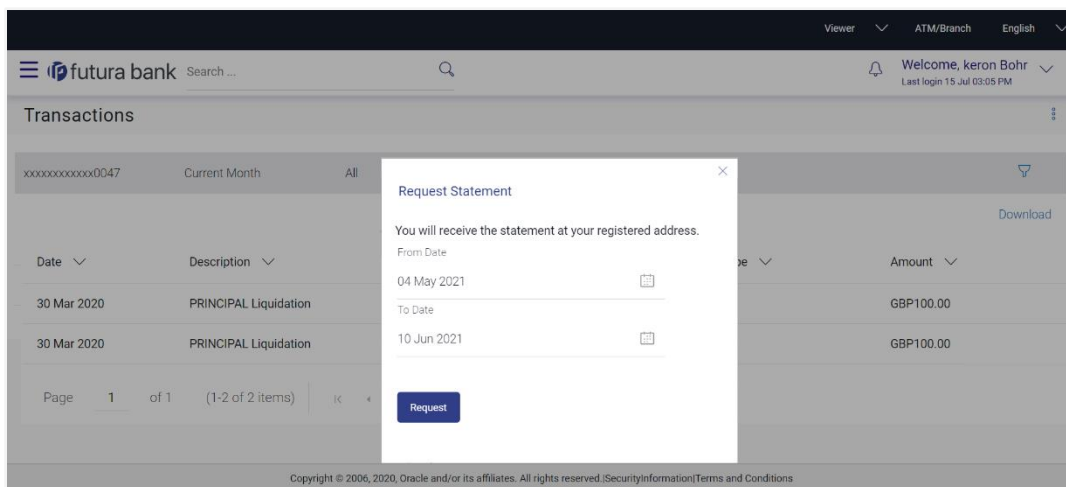 Viewer ATM/Branch English
futura bank Search ... Welcome, keron Bohr
Last login 15 Jul 03:05 PM
Transactions
xxxxxxxxxxxx0047 Current Month All
Request Statement
Download
You will receive the statement at your registered address.
From Date
Date Description pe Amount
04 May 2021
30 Mar 2020 PRINCIPAL Liquidation GBP100.00
To Date
10 Jun 2021
30 Mar 2020 PRINCIPAL Liquidation GBP100.00
Page 1 of 1 (1-2 of 2 items)
Request
Copyright © 2006, 2020, Oracle and/or its affiliates. All rights reserved.|SecurityInformation|Terms and Conditions